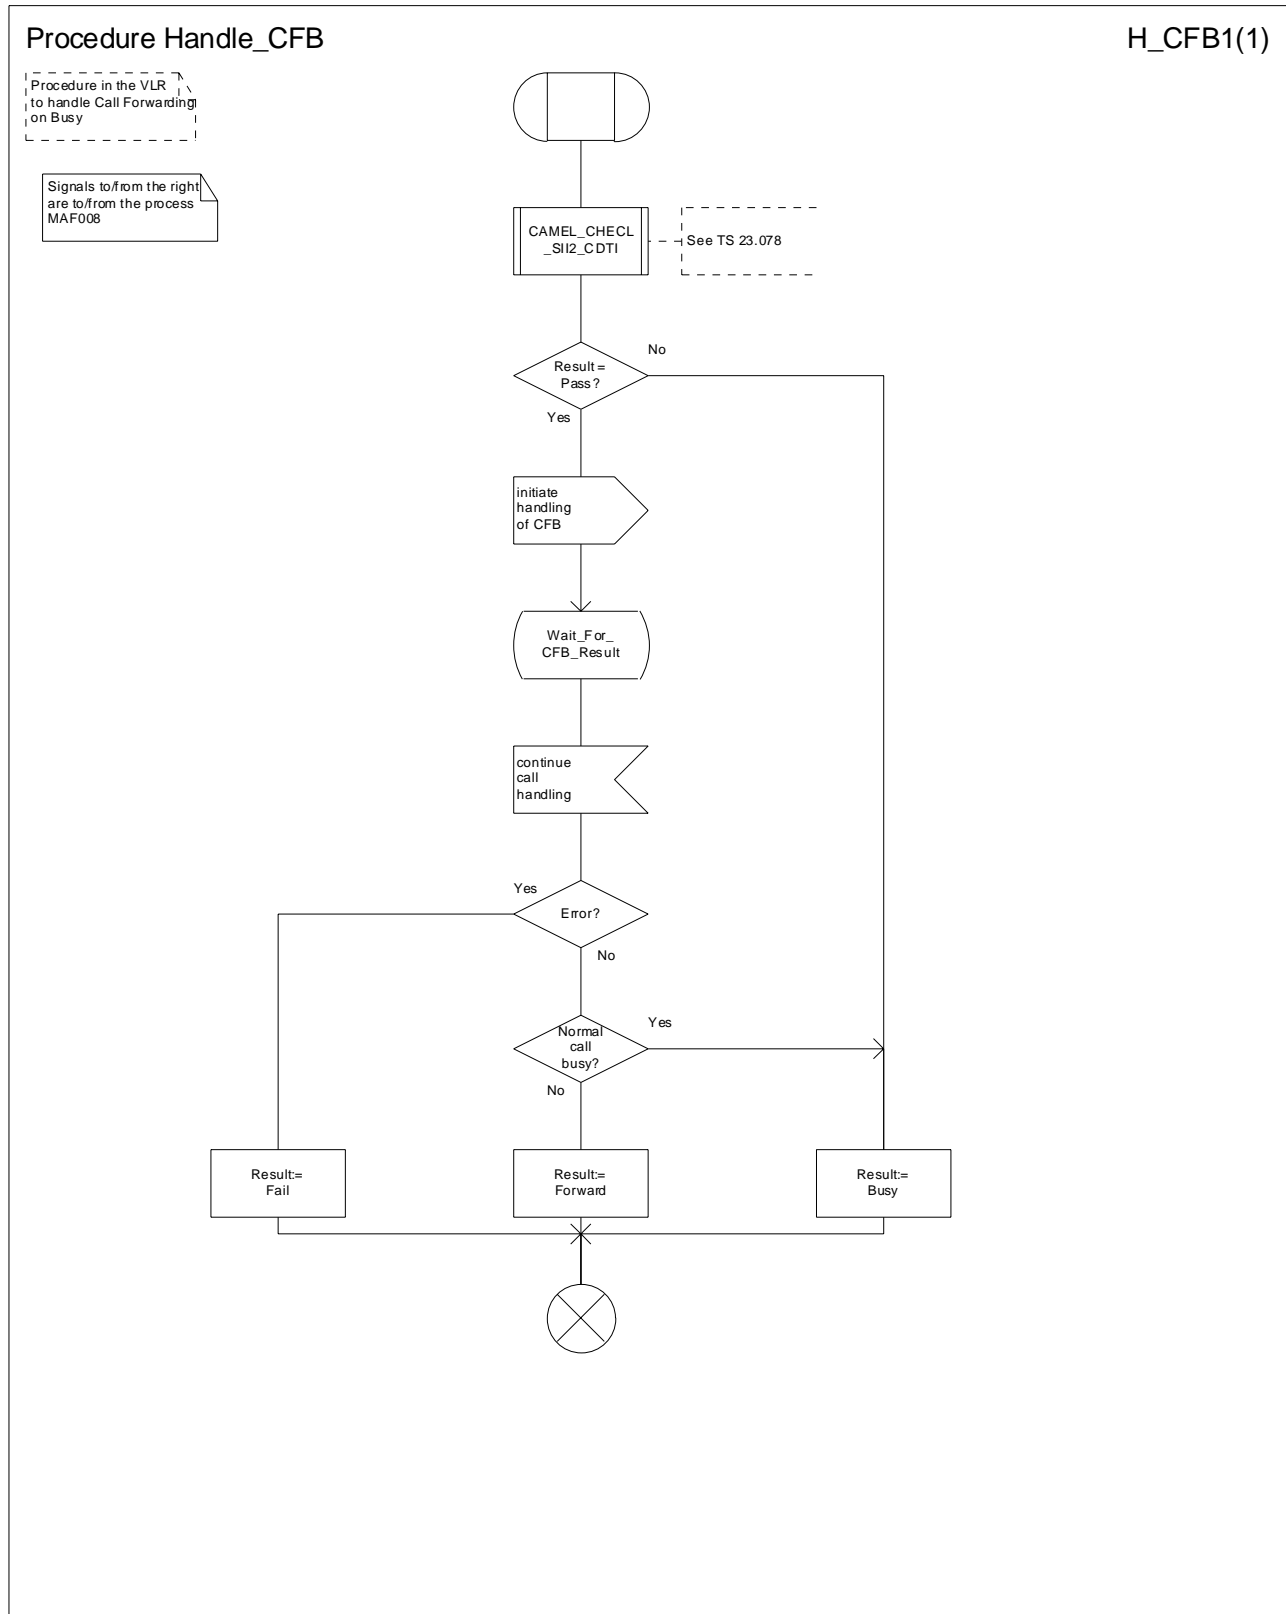 Procedure Handle_CFB
H_CFB1(1)
Procedure in the VLR
to handle Call Forwarding
on Busy
Signals to/from the right
are to/from the process
MAF008
CAMEL_CHECL
_SII2_CDTI
See TS 23.078
No
Result=
Pass?
Yes
initiate
handling
of CFB
Wait_For_
CFB_Result
continue
call
handling
Yes
Error?
No
Yes
Normal
call
busy?
No
Result:=
Fail
Result:=
Forward
Result:=
Busy